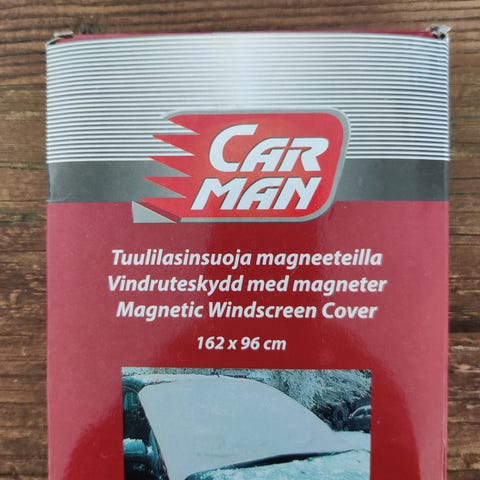 CAR
MAN
Tuulilasinsuoja magneeteilla
Vindruteskydd med magneter
Magnetic Windscreen Cover
162 x 96 cm